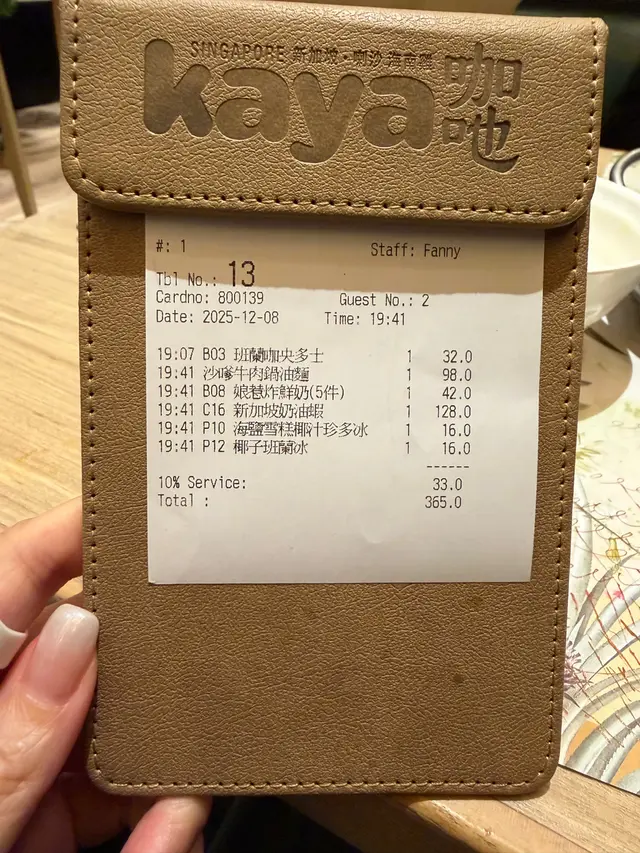 SINGAPORE 新加坡·喇沙 海南雞
kaya 咖吔
#: 1 Staff: Fanny
Tbl No.: 13
Cardno: 800139 Guest No.: 2
Date: 2025-12-08 Time: 19:41
19:07 B03 班蘭咖央多士 1 32.0
19:41 沙嗲牛肉鍋油麵 1 98.0
19:41 B08 娘惹炸鮮奶(5件) 1 42.0
19:41 C16 新加坡奶油蝦 1 128.0
19:41 P10 海鹽雪糕椰汁珍多冰 1 16.0
19:41 P12 椰子班蘭冰 1 16.0
------
10% Service: 33.0
Total : 365.0